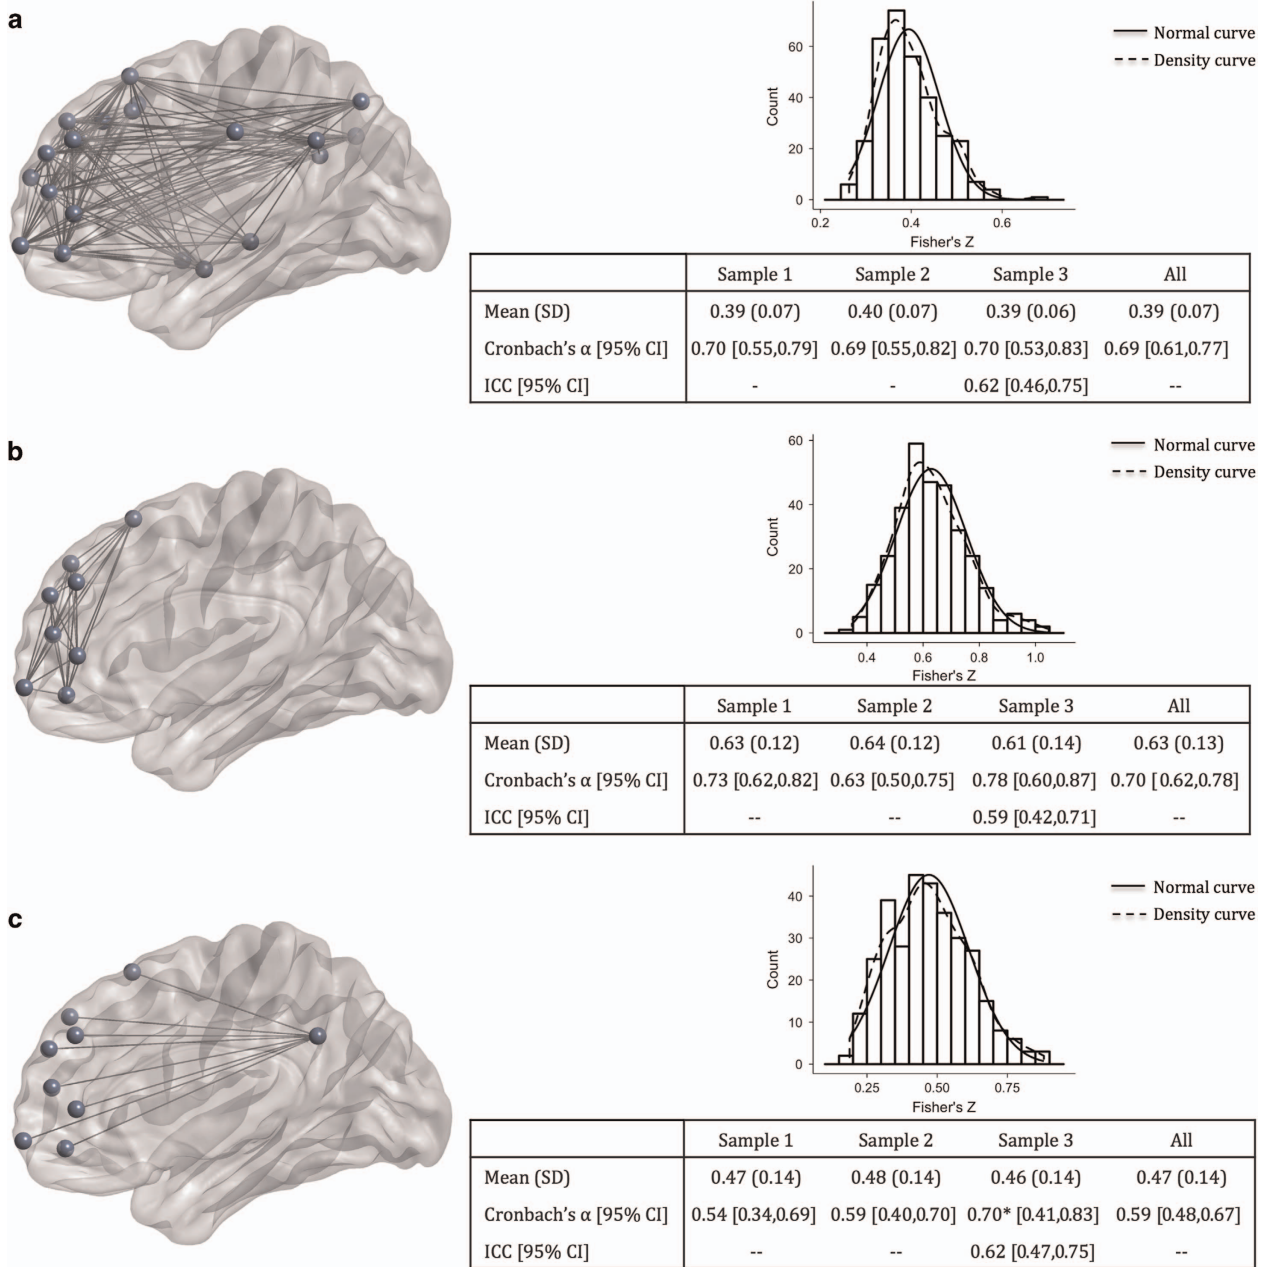 a
60
40
20
0
Count
0.2 0.4 0.6
Fisher's Z
Normal curve
Density curve
Sample 1 Sample 2 Sample 3 All
Mean (SD) 0.39 (0.07) 0.40 (0.07) 0.39 (0.06) 0.39 (0.07)
Cronbach's α [95% CI] 0.70 [0.55,0.79] 0.69 [0.55,0.82] 0.70 [0.53,0.83] 0.69 [0.61,0.77]
ICC [95% CI] - - 0.62 [0.46,0.75] --
b
60
40
20
0
Count
0.4 0.6 0.8 1.0
Fisher's Z
Normal curve
Density curve
Sample 1 Sample 2 Sample 3 All
Mean (SD) 0.63 (0.12) 0.64 (0.12) 0.61 (0.14) 0.63 (0.13)
Cronbach's α [95% CI] 0.73 [0.62,0.82] 0.63 [0.50,0.75] 0.78 [0.60,0.87] 0.70 [0.62,0.78]
ICC [95% CI] -- -- 0.59 [0.42,0.71] --
c
40
30
20
10
0
Count
0.25 0.50 0.75
Fisher's Z
Normal curve
Density curve
Sample 1 Sample 2 Sample 3 All
Mean (SD) 0.47 (0.14) 0.48 (0.14) 0.46 (0.14) 0.47 (0.14)
Cronbach's α [95% CI] 0.54 [0.34,0.69] 0.59 [0.40,0.70] 0.70* [0.41,0.83] 0.59 [0.48,0.67]
ICC [95% CI] -- -- 0.62 [0.47,0.75] --